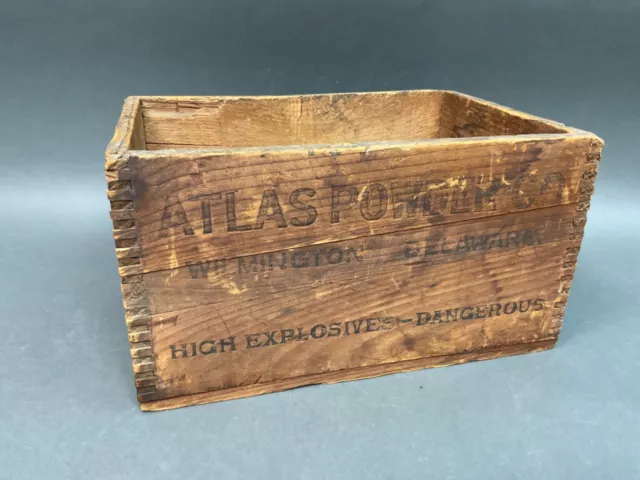 ATLAS POWDER CO
WILMINGTON DELAWARE
HIGH EXPLOSIVES—DANGEROUS